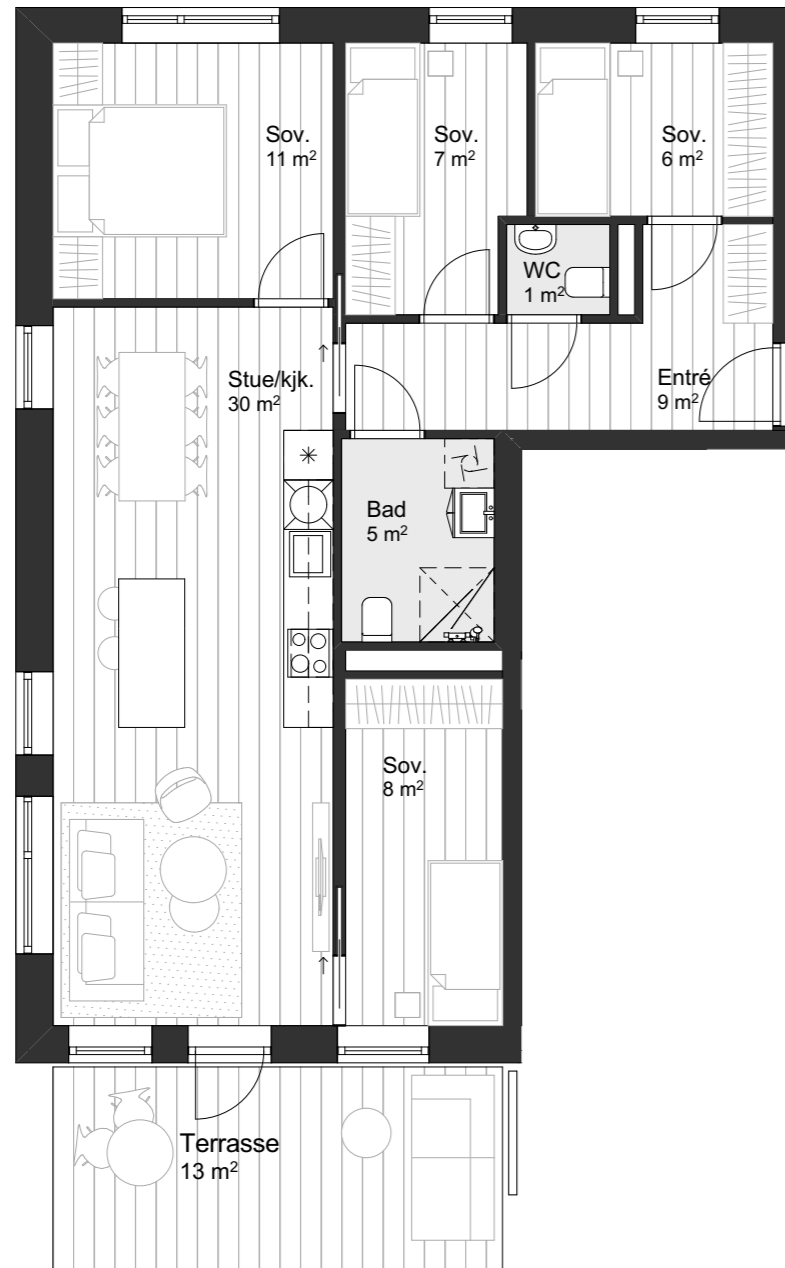 Sov.
11 m²
Sov.
7 m²
Sov.
6 m²
WC
1 m²
Stue/kjk.
30 m²
Entré
9 m²
Bad
5 m²
Sov.
8 m²
Terrasse
13 m²